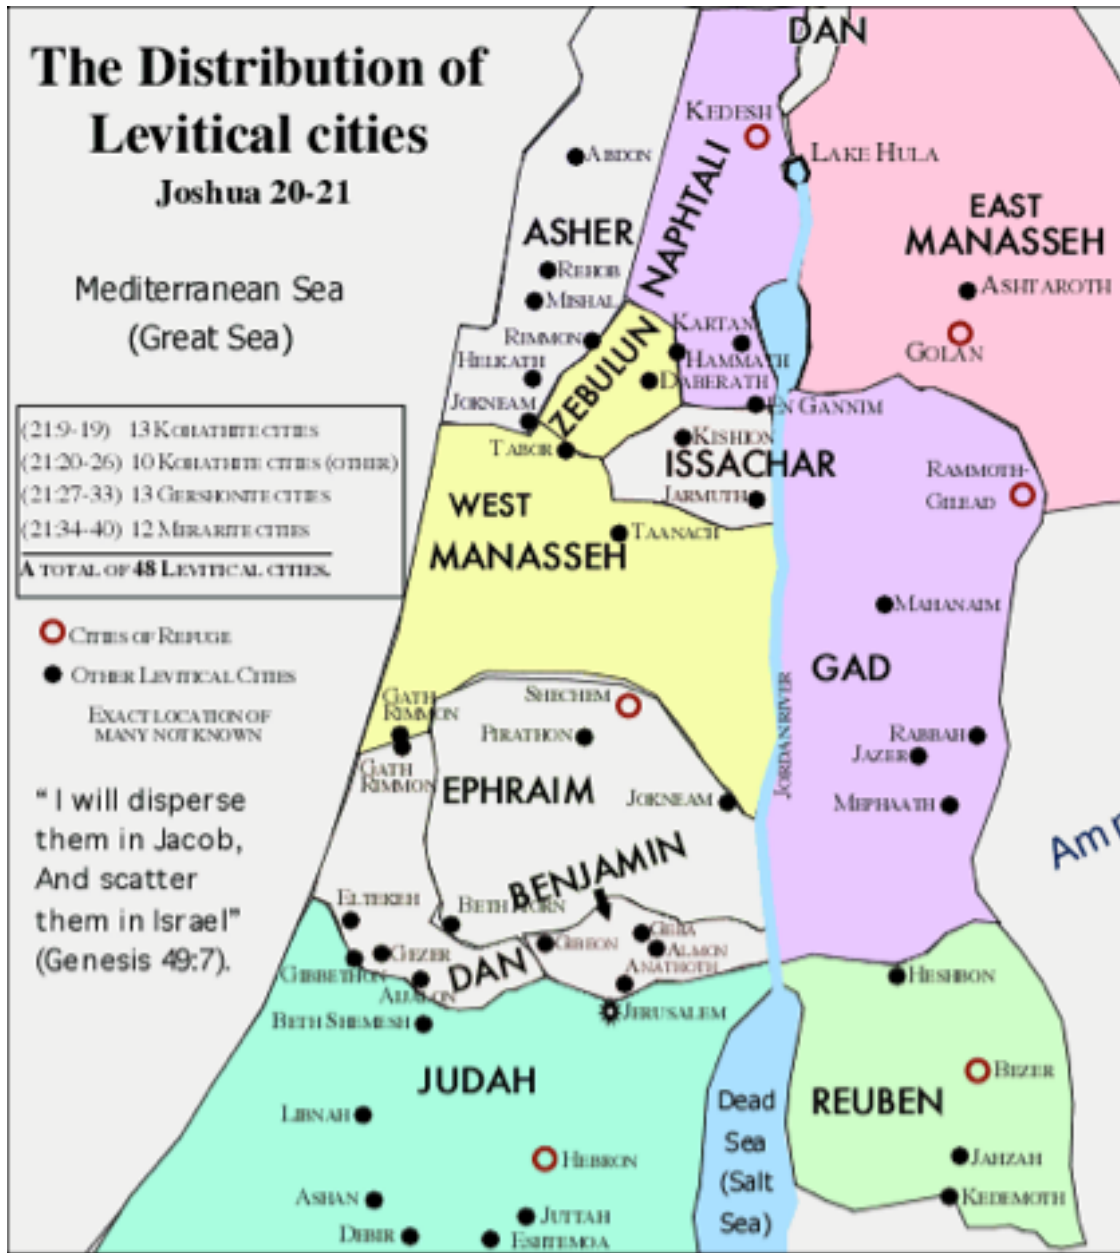 The Distribution of
Levitical cities
Joshua 20-21
Mediterranean Sea
(Great Sea)
(21:9-19) 13 Kohathite cities
(21:20-26) 10 Kohathite cities (other)
(21:27-33) 13 Gershonite cities
(21:34-40) 12 Merarite cities
A total of 48 Levitical cities.
Cities of Refuge
Other Levitical Cities
Exact location of
many not known
“ I will disperse
them in Jacob,
And scatter
them in Israel”
(Genesis 49:7).
DAN
Kedesh
Lake Hula
Abdon
NAPHTALI
ASHER
EAST
MANASSEH
Rehob
Mishal
Ashtaroth
Rimmon
Kartan
Golan
Helkath
ZEBULUN
Hammath
Daberath
Jokneam
En Gannim
Tabor
Kishion
ISSACHAR
Rammoth-
Gilead
Jarmuth
WEST
MANASSEH
Taanach
Mahanaim
GAD
Jordan River
Gath
Rimmon
Shechem
Pirathon
Rabbah
Jazer
Gath
Rimmon
EPHRAIM
Jokneam
Mephaath
Amm
BENJAMIN
Eltekeh
Beth Horn
Gibeon
Geba
Almon
Gezer
DAN
Gibbethon
Anathoth
Aijalon
Heshbon
Beth Shemesh
Jerusalem
JUDAH
REUBEN
Bezer
Dead
Sea
(Salt
Sea)
Libnah
Hebron
Jahzah
Ashan
Kedemoth
Juttah
Debir
Eshtemoa